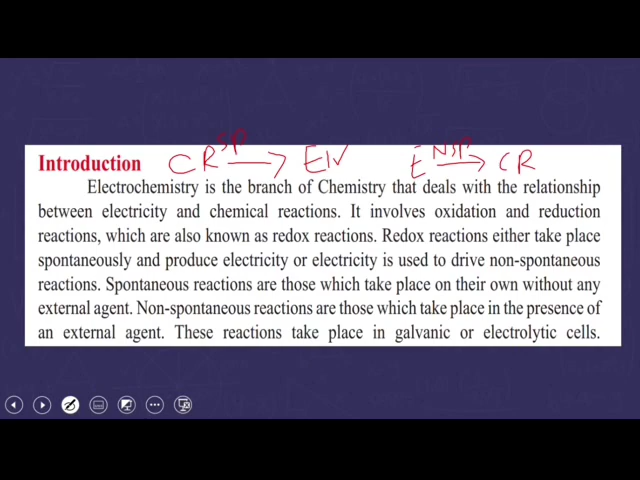 Introduction CR SP → EIV E NSP → CR
Electrochemistry is the branch of Chemistry that deals with the relationship
between electricity and chemical reactions. It involves oxidation and reduction
reactions, which are also known as redox reactions. Redox reactions either take place
spontaneously and produce electricity or electricity is used to drive non-spontaneous
reactions. Spontaneous reactions are those which take place on their own without any
external agent. Non-spontaneous reactions are those which take place in the presence of
an external agent. These reactions take place in galvanic or electrolytic cells.